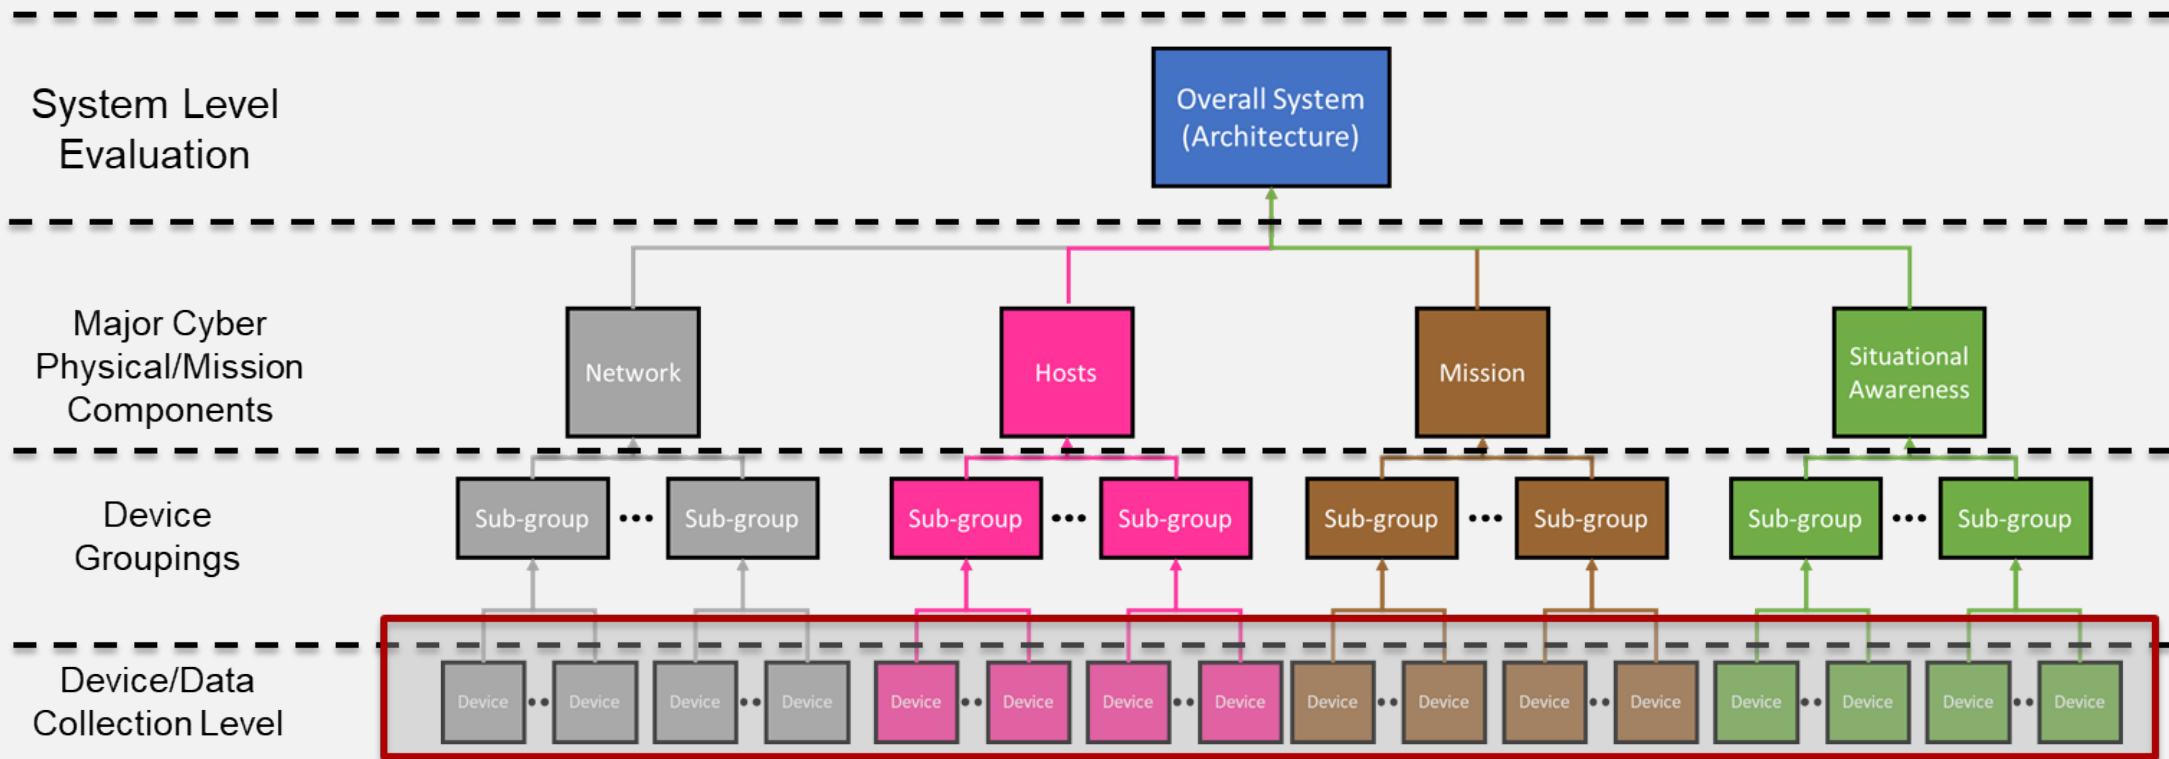 System Level
Evaluation
Overall System
(Architecture)
Major Cyber
Physical/Mission
Components
Network
Hosts
Mission
Situational
Awareness
Device
Groupings
Sub-group ••• Sub-group Sub-group ••• Sub-group Sub-group ••• Sub-group Sub-group ••• Sub-group
Device/Data
Collection Level
Device •• Device Device •• Device Device •• Device Device •• Device Device •• Device Device •• Device Device •• Device Device •• Device